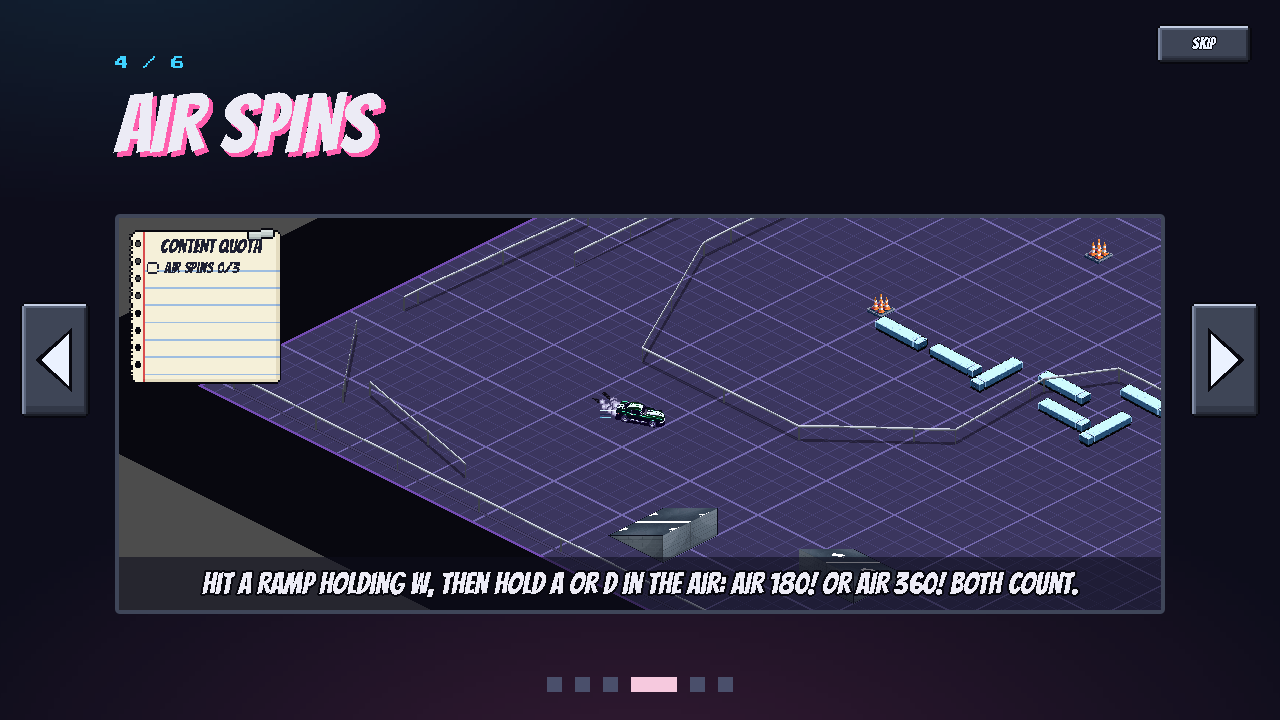 4 / 6
SKIP
AIR SPINS
CONTENT QUOTA
AIR SPINS 0/3
HIT A RAMP HOLDING W, THEN HOLD A OR D IN THE AIR: AIR 180! OR AIR 360! BOTH COUNT.